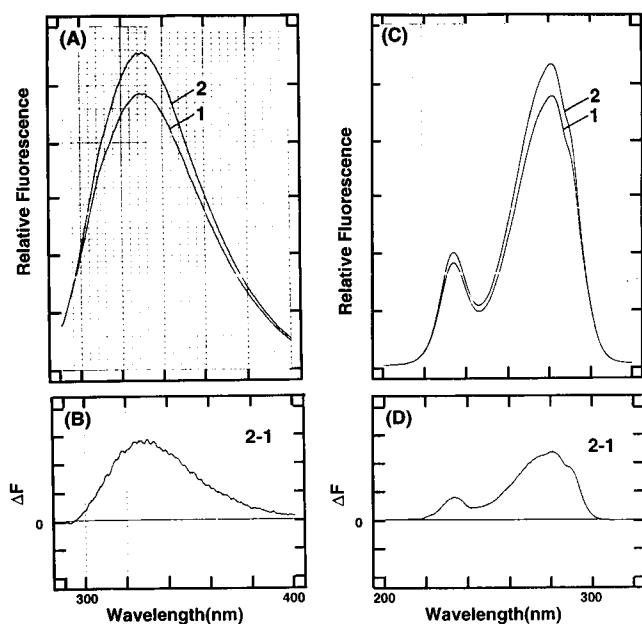 (A)
Relative Fluorescence
2
1
(C)
Relative Fluorescence
2
1
(B)
2-1
ΔF
0
300
400
Wavelength(nm)
(D)
2-1
ΔF
0
200
300
Wavelength(nm)